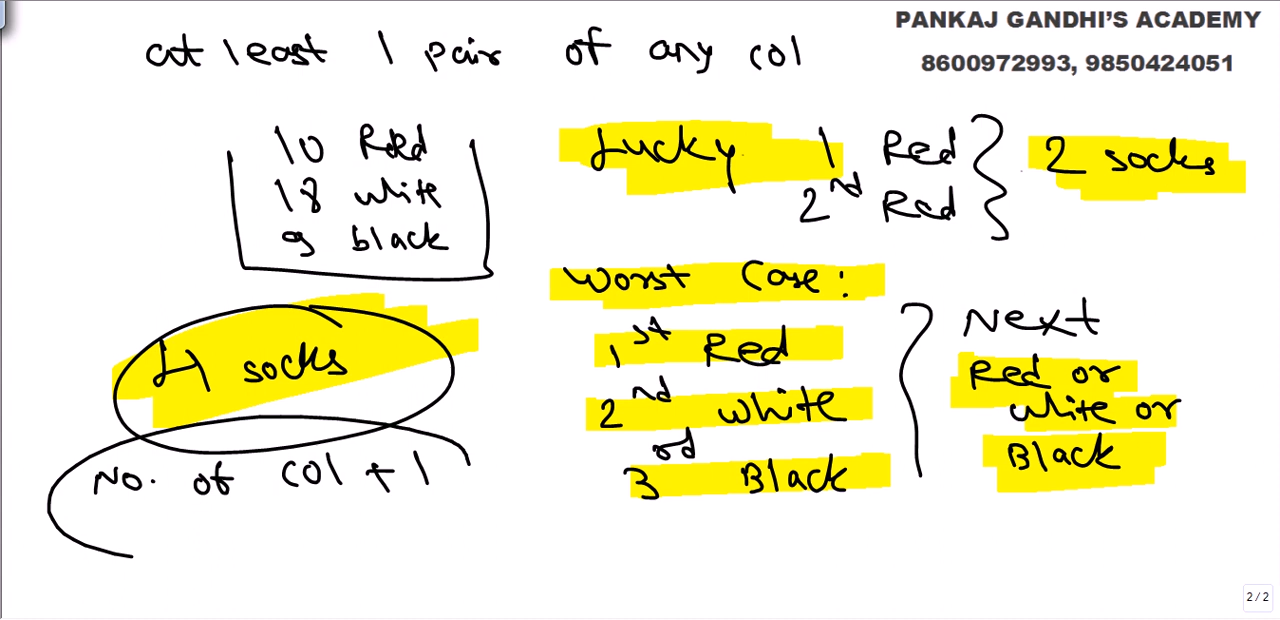 PANKAJ GANDHI'S ACADEMY
8600972993, 9850424051
at least 1 pair of any col
10 Red
18 white
9 black
Lucky 1 Red
2nd Red
2 socks
Worst Case:
1st Red
2nd white
3rd Black
Next
Red or
white or
Black
4 socks
No. of col + 1
2 / 2